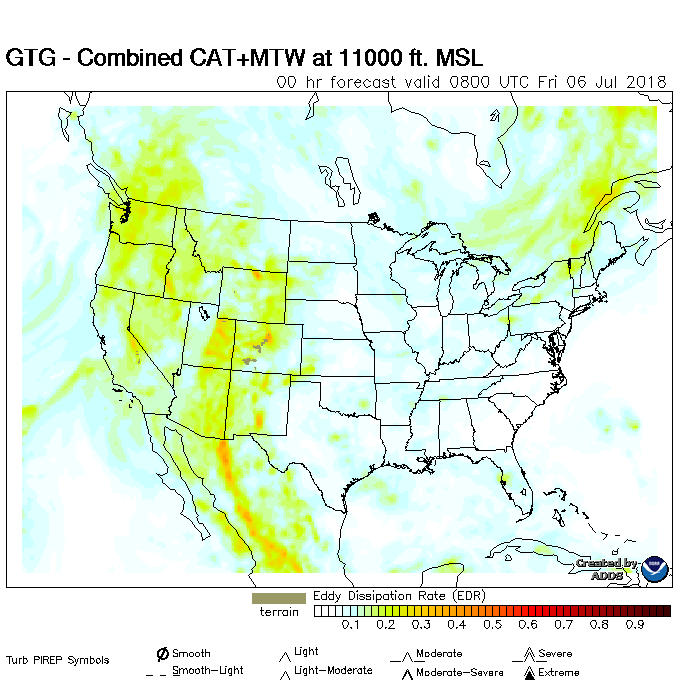 GTG - Combined CAT+MTW at 11000 ft. MSL
00 hr forecast valid 0800 UTC Fri 06 Jul 2018
Created by
ADDS
Eddy Dissipation Rate (EDR)
terrain
0.1 0.2 0.3 0.4 0.5 0.6 0.7 0.8 0.9
Turb PIREP Symbols
Smooth Light Moderate Severe
Smooth-Light Light-Moderate Moderate-Severe Extreme